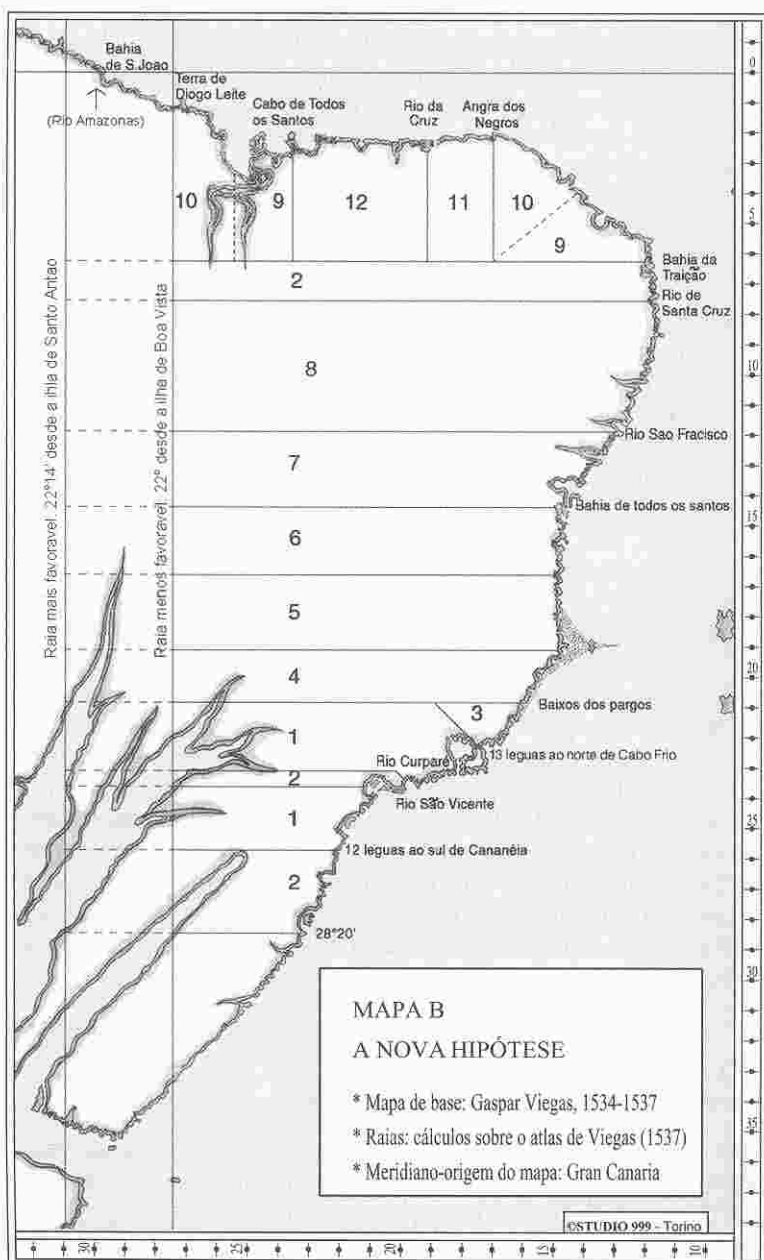 Bahia
de S.Joao
(Rio Amazonas)
Terra de
Diogo Leite
Cabo de Todos
os Santos
Rio da
Cruz
Angra dos
Negros
0
10
9
12
11
10
9
5
Bahia da
Traição
Rio de
Santa Cruz
2
Raia mais favoravel. 22°14' desde a ihla de Santo Antao
Raia menos favoravel. 22° desde a ilha de Boa Vista
8
10
Rio Sao Fracisco
7
Bahia de todos os santos
15
6
5
4
20
3
Baixos dos pargos
1
Rio Curpare
13 leguas ao norte de Cabo Frio
2
Rio São Vicente
1
25
12 leguas ao sul de Cananéia
2
28°20'
30
MAPA B
A NOVA HIPÓTESE
* Mapa de base: Gaspar Viegas, 1534-1537
* Raias: cálculos sobre o atlas de Viegas (1537)
* Meridiano-origem do mapa: Gran Canaria
35
©STUDIO 999 - Torino
30
25
20
15
10